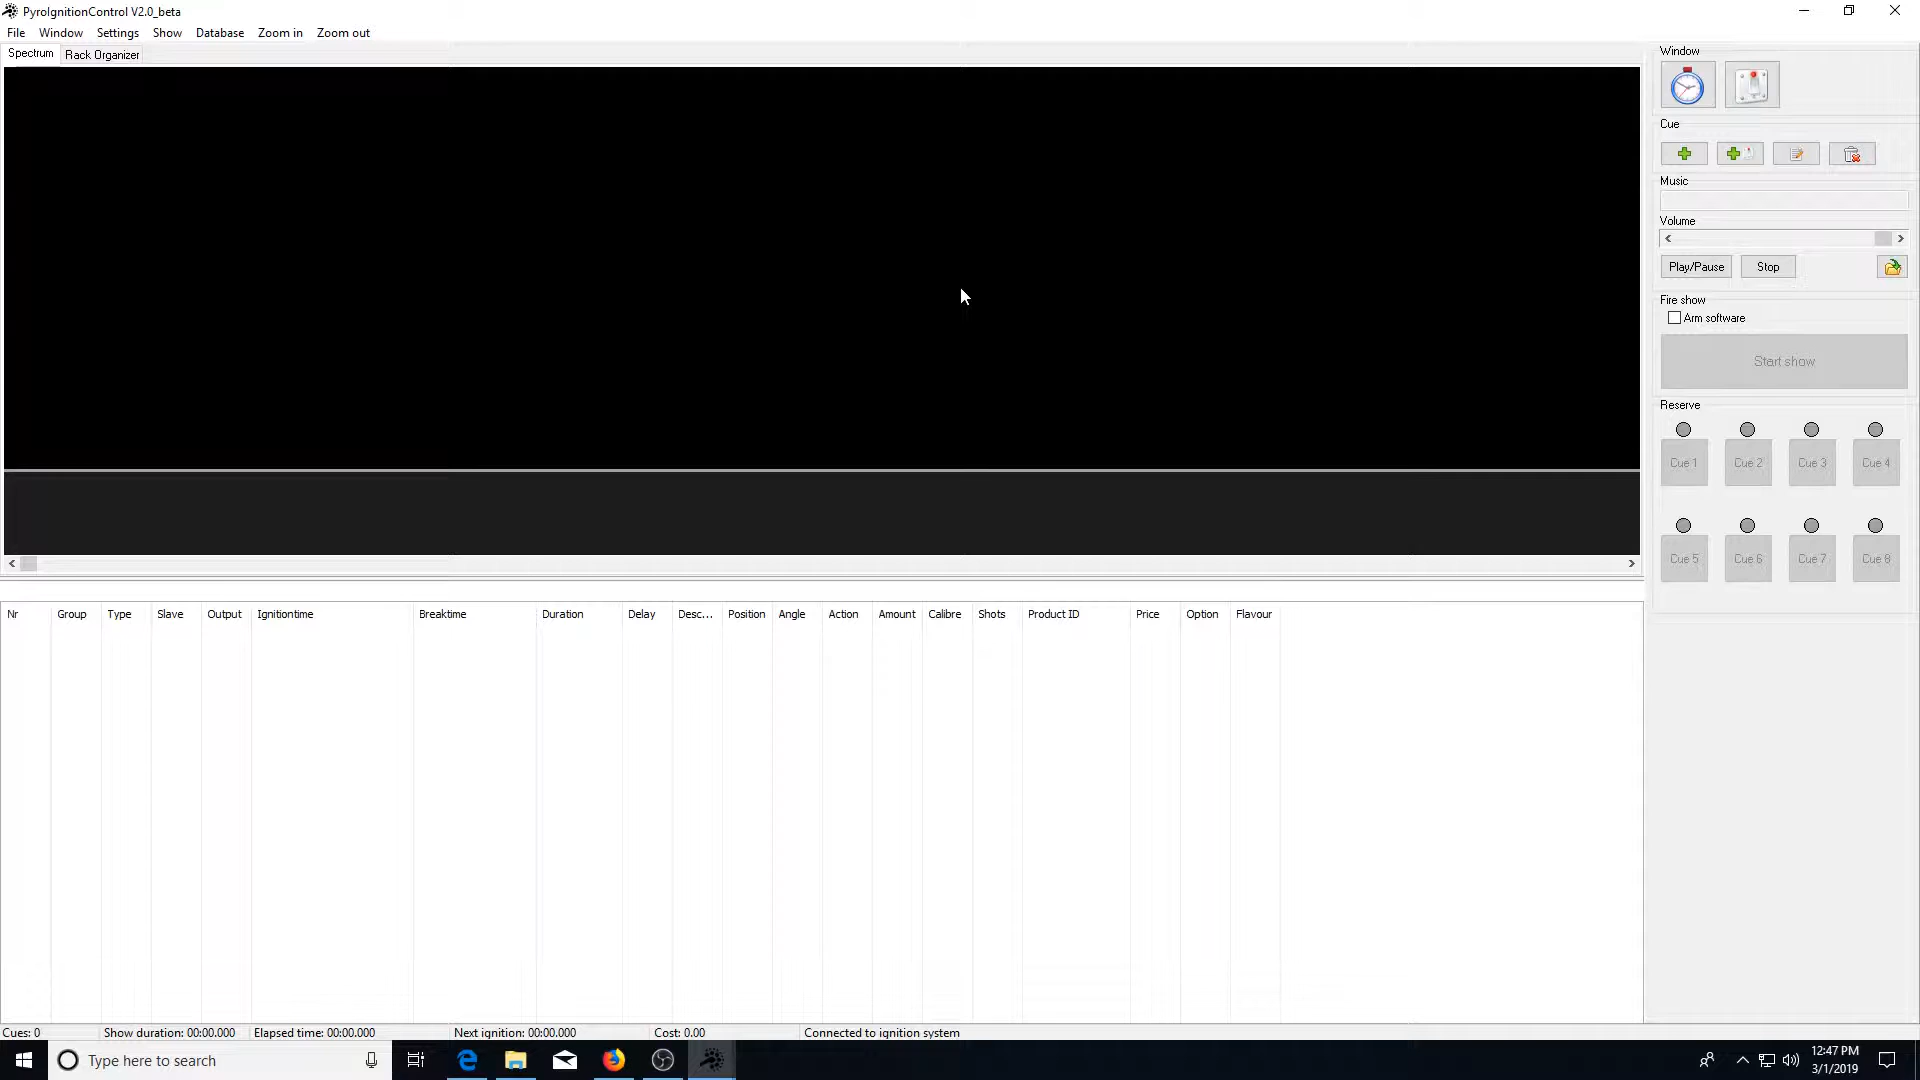 PyroIgnitionControl V2.0_beta
File Window Settings Show Database Zoom in Zoom out
Spectrum Rack Organizer
Window
Cue
Music
Volume
Play/Pause Stop
Fire show
Arm software
Start show
Reserve
Cue 1 Cue 2 Cue 3 Cue 4
Cue 5 Cue 6 Cue 7 Cue 8
Nr Group Type Slave Output Ignitiontime Breaktime Duration Delay Desc... Position Angle Action Amount Calibre Shots Product ID Price Option Flavour
Cues: 0 Show duration: 00:00.000 Elapsed time: 00:00.000 Next ignition: 00:00.000 Cost: 0.00 Connected to ignition system
Type here to search
12:47 PM
3/1/2019